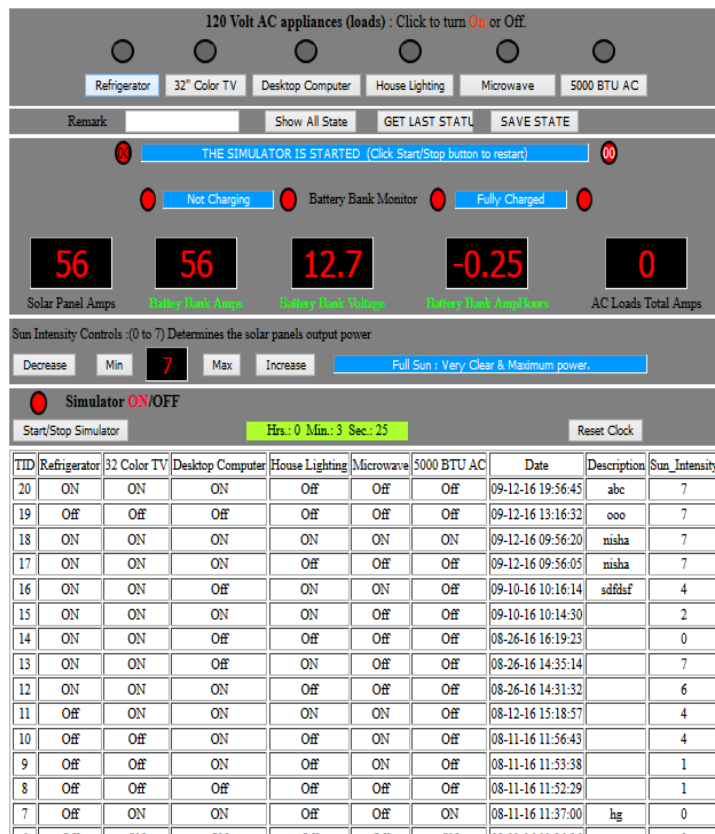 120 Volt AC appliances (loads) : Click to turn On or Off.
Refrigerator 32" Color TV Desktop Computer House Lighting Microwave 5000 BTU AC
Remark Show All State GET LAST STATU SAVE STATE
00 THE SIMULATOR IS STARTED (Click Start/Stop button to restart) 00
Not Charging Battery Bank Monitor Fully Charged
56 56 12.7 -0.25 0
Solar Panel Amps Battey Bank Amps Battery Bank Voltage Battery Bank AmpHours AC Loads Total Amps
Sun Intensity Controls :(0 to 7) Determines the solar panels output power
Decrease Min 7 Max Increase Full Sun : Very Clear & Maximum power.
Simulator ON/OFF
Start/Stop Simulator Hrs.: 0 Min.: 3 Sec.: 25 Reset Clock
TID Refrigerator 32 Color TV Desktop Computer House Lighting Microwave 5000 BTU AC Date Description Sun_Intensity
20 ON ON ON Off Off Off 09-12-16 19:56:45 abc 7
19 Off Off Off Off Off Off 09-12-16 13:16:32 ooo 7
18 ON ON ON ON ON ON 09-12-16 09:56:20 nisha 7
17 ON ON ON Off Off Off 09-12-16 09:56:05 nisha 7
16 ON ON Off ON ON Off 09-10-16 10:16:14 sdfdsf 4
15 ON ON ON ON Off Off 09-10-16 10:14:30 2
14 ON ON Off Off Off Off 08-26-16 16:19:23 0
13 ON ON Off ON Off Off 08-26-16 14:35:14 7
12 ON ON ON Off Off Off 08-26-16 14:31:32 6
11 Off ON ON ON ON Off 08-12-16 15:18:57 4
10 Off Off Off Off ON Off 08-11-16 11:56:43 4
9 Off Off ON ON Off Off 08-11-16 11:53:38 1
8 Off Off Off Off Off Off 08-11-16 11:52:29 1
7 Off ON ON Off Off ON 08-11-16 11:37:00 hg 0